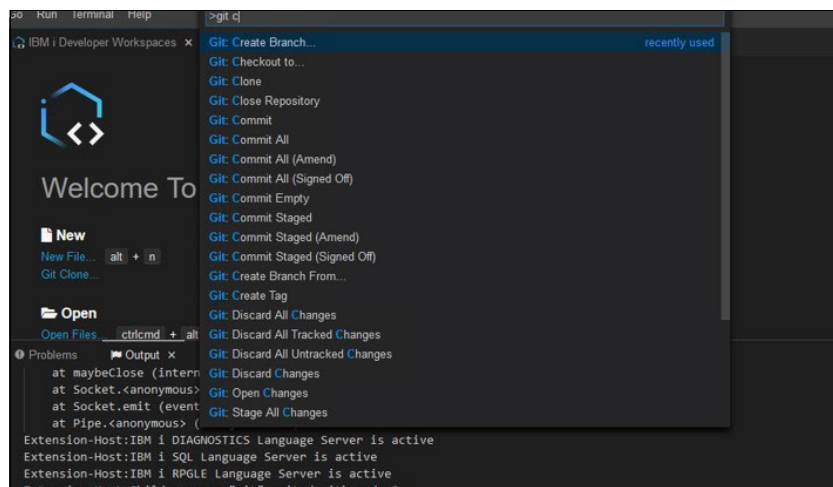 Go Run Terminal Help
>git c
IBM i Developer Workspaces ×
Git: Create Branch... recently used
Git: Checkout to...
Git: Clone
Git: Close Repository
Git: Commit
Git: Commit All
Git: Commit All (Amend)
Git: Commit All (Signed Off)
Git: Commit Empty
Git: Commit Staged
Git: Commit Staged (Amend)
Git: Commit Staged (Signed Off)
Git: Create Branch From...
Git: Create Tag
Git: Discard All Changes
Git: Discard All Tracked Changes
Git: Discard All Untracked Changes
Git: Discard Changes
Git: Open Changes
Git: Stage All Changes
Welcome To
New
New File... alt + n
Git Clone...
Open
Open Files... ctrlcmd + alt
Problems Output ×
at maybeClose (intern
at Socket.<anonymous>
at Socket.emit (event
at Pipe.<anonymous> (
Extension-Host:IBM i DIAGNOSTICS Language Server is active
Extension-Host:IBM i SQL Language Server is active
Extension-Host:IBM i RPGLE Language Server is active